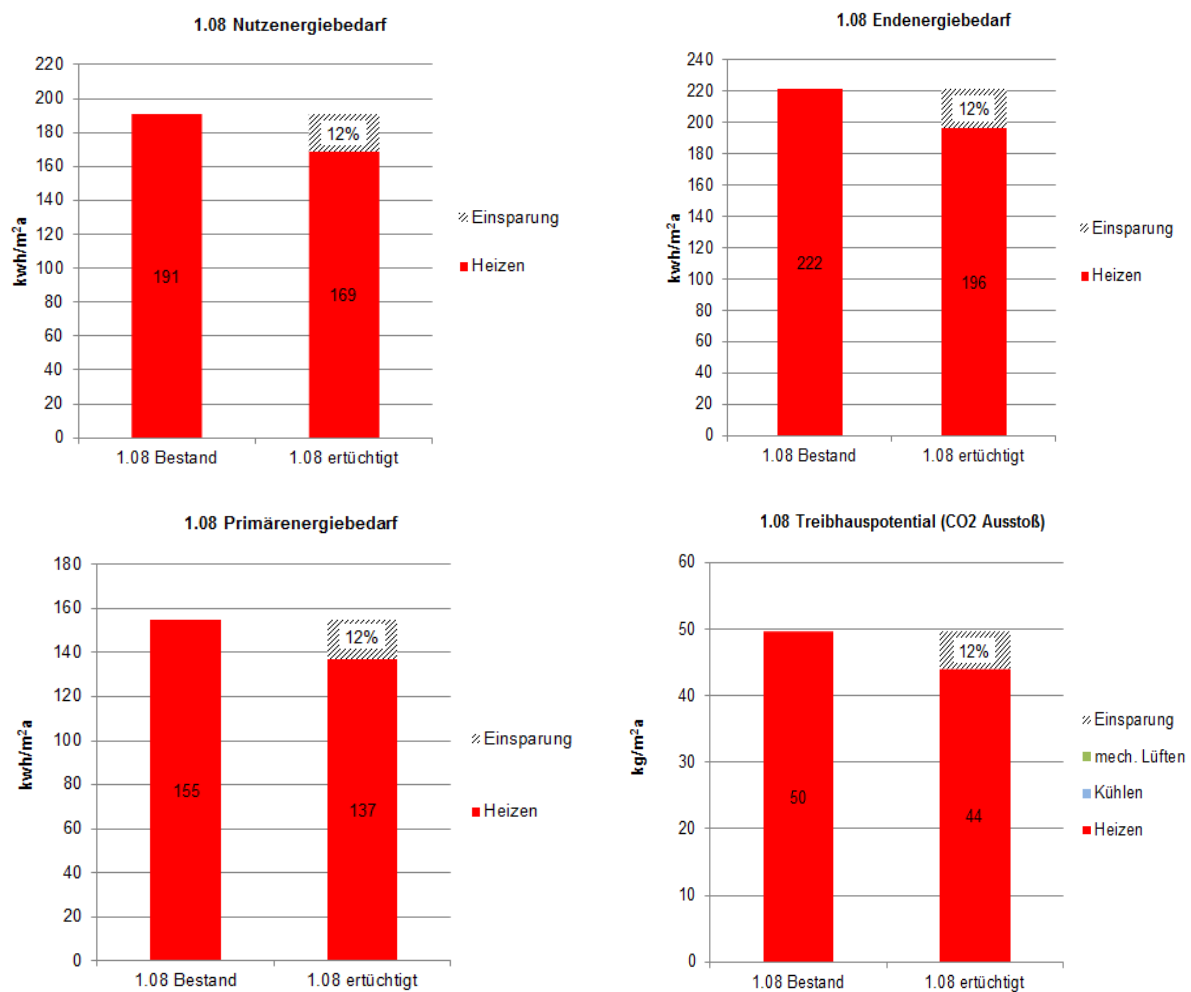 1.08 Nutzenergiebedarf
220
200
180
160
140
120
100
80
60
40
20
0
kwh/m²a
191
12%
169
1.08 Bestand
1.08 ertüchtigt
Einsparung
Heizen
1.08 Endenergiebedarf
240
220
200
180
160
140
120
100
80
60
40
20
0
kwh/m²a
222
12%
196
1.08 Bestand
1.08 ertüchtigt
Einsparung
Heizen
1.08 Primärenergiebedarf
180
160
140
120
100
80
60
40
20
0
kwh/m²a
155
12%
137
1.08 Bestand
1.08 ertüchtigt
Einsparung
Heizen
1.08 Treibhauspotential (CO2 Ausstoß)
60
50
40
30
20
10
0
kg/m²a
50
12%
44
1.08 Bestand
1.08 ertüchtigt
Einsparung
mech. Lüften
Kühlen
Heizen